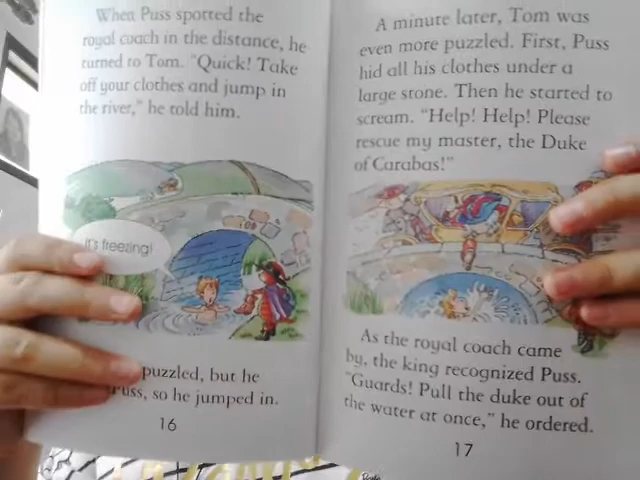 When Puss spotted the
royal coach in the distance, he
turned to Tom. "Quick! Take
off your clothes and jump in
the river," he told him.
It's freezing!
puzzled, but he
Puss, so he jumped in.
16
A minute later, Tom was
even more puzzled. First, Puss
hid all his clothes under a
large stone. Then he started to
scream. "Help! Help! Please
rescue my master, the Duke
of Carabas!"
As the royal coach came
by, the king recognized Puss.
"Guards! Pull the duke out of
the water at once," he ordered.
17